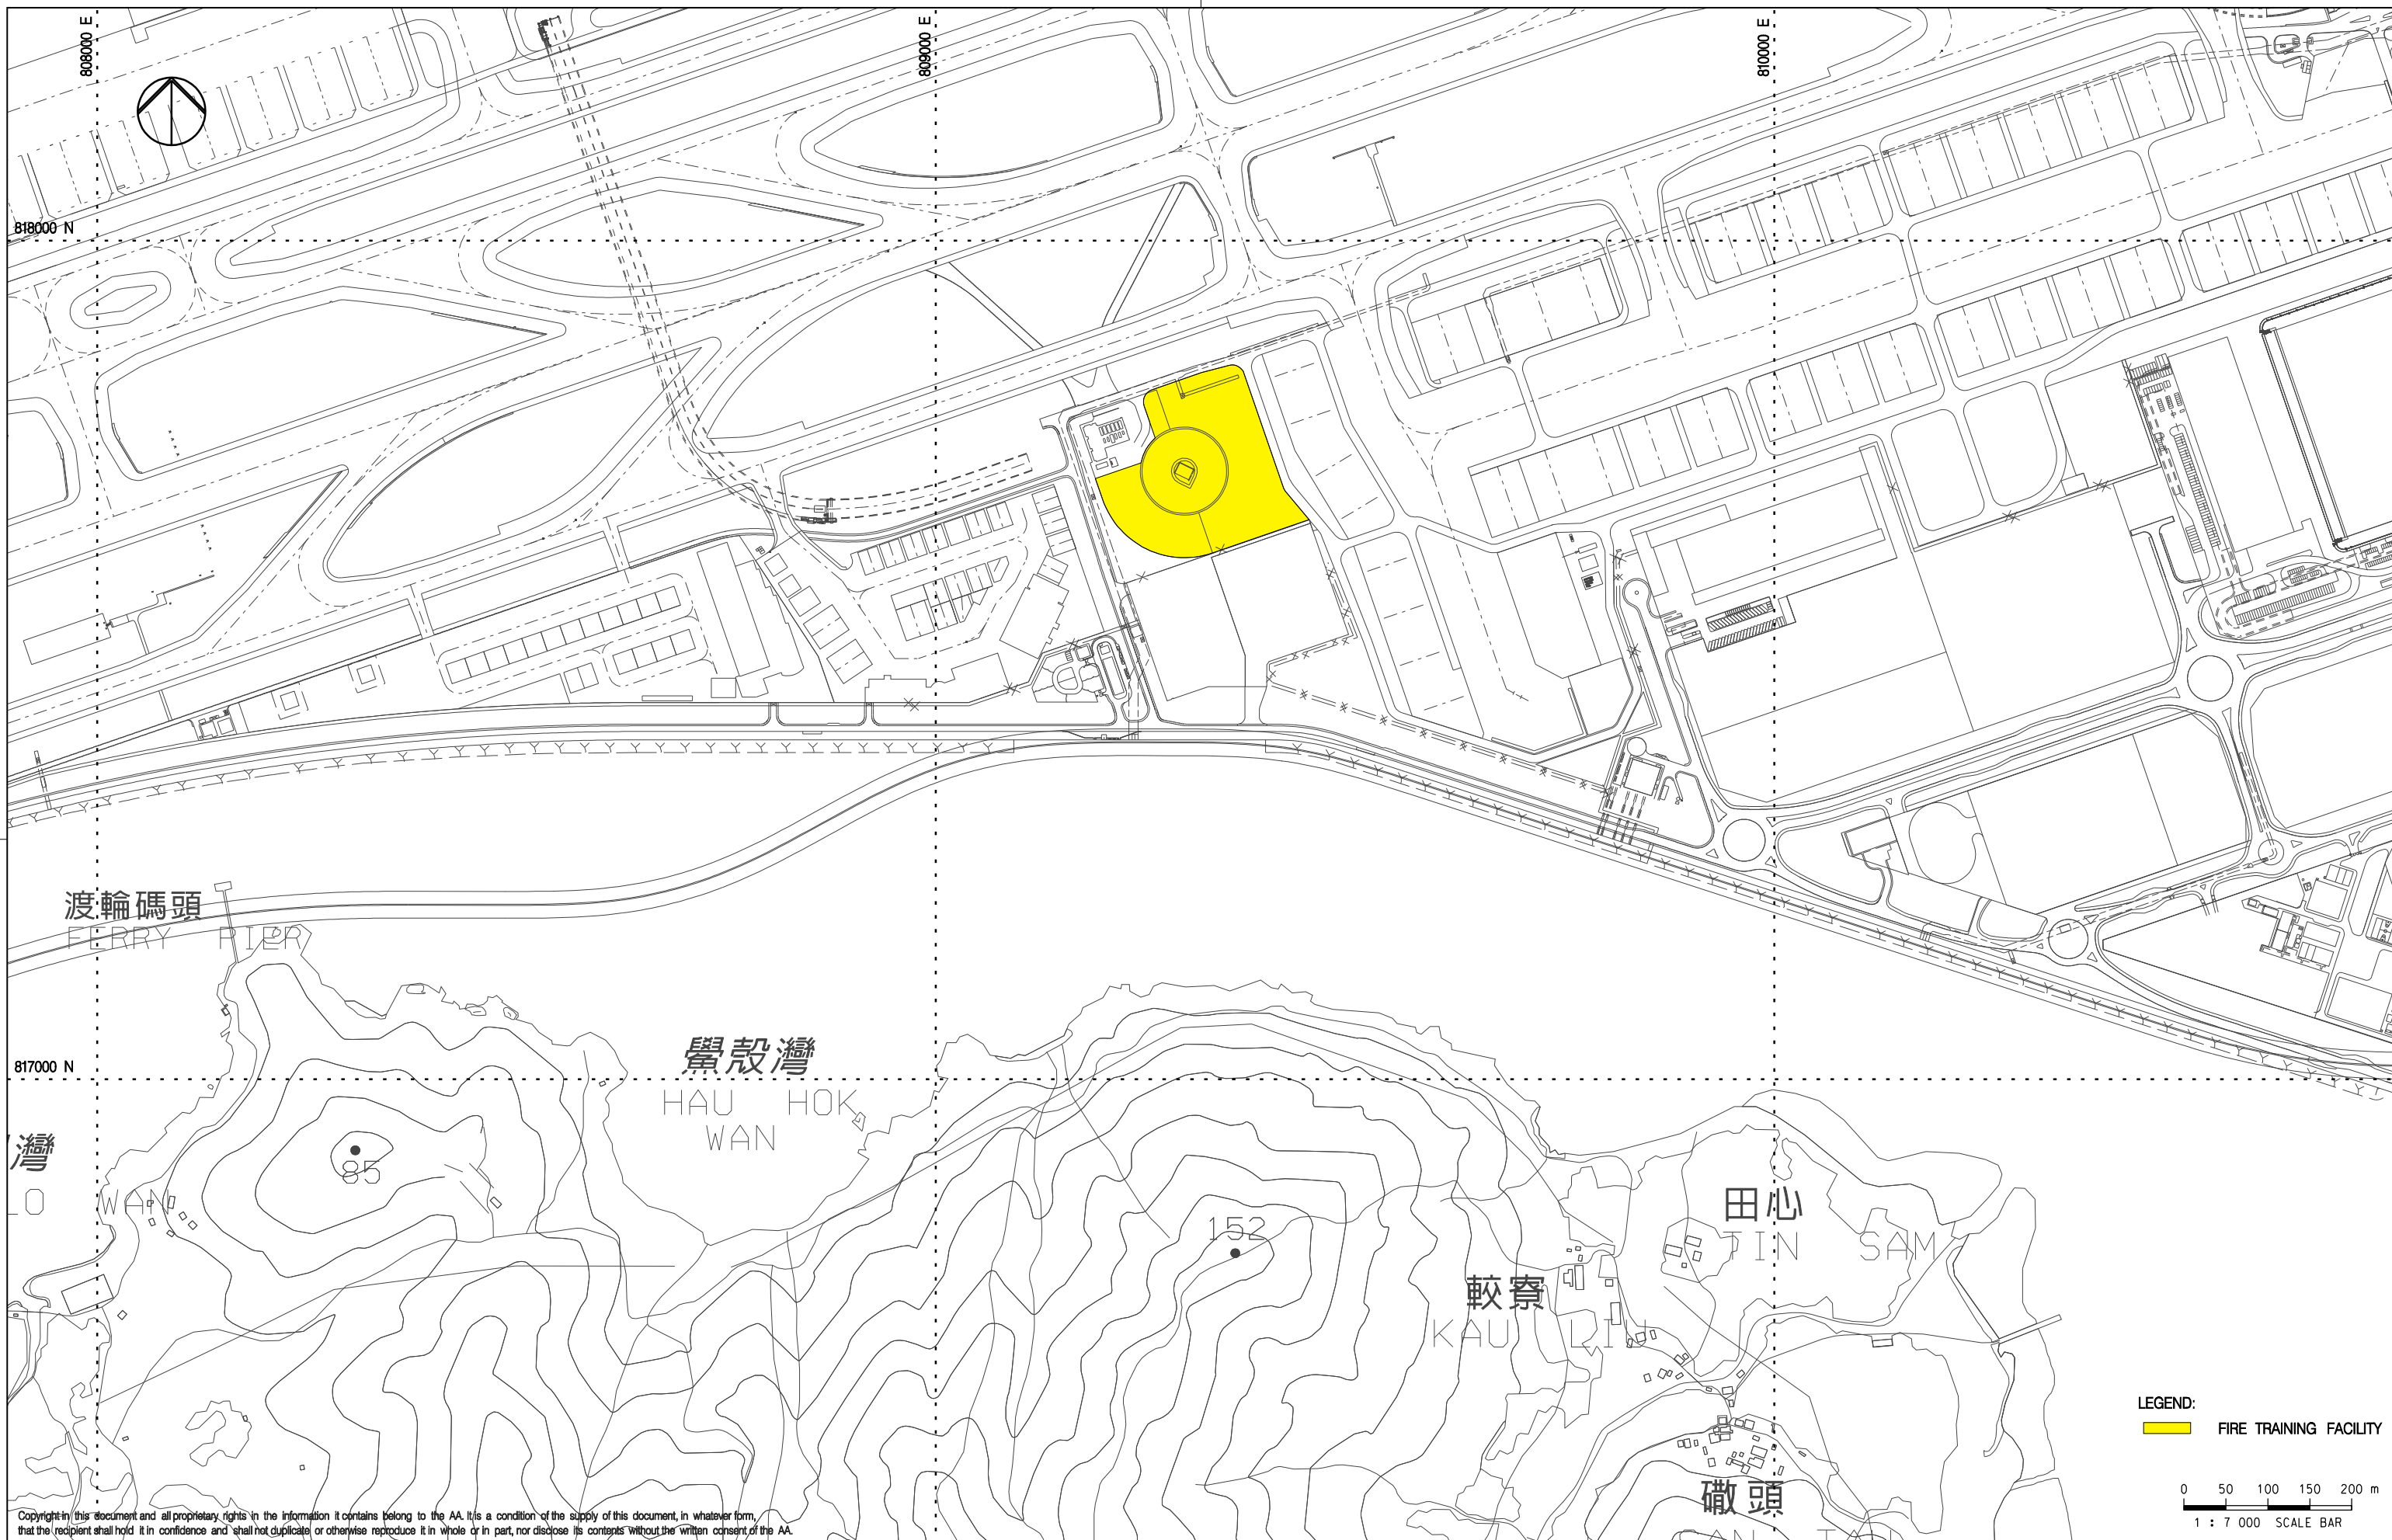 808000 E
809000 E
810000 E
818000 N
渡輪碼頭
FERRY PIER
817000 N
鱟殼灣
HAU HOK
WAN
灣
LO WAN
85
152
田心
TIN SAM
較寮
KAU LIU
磡頭
LEGEND:
FIRE TRAINING FACILITY
0 50 100 150 200 m
1 : 7 000 SCALE BAR
Copyright in this document and all proprietary rights in the information it contains belong to the AA. It is a condition of the supply of this document, in whatever form,
that the recipient shall hold it in confidence and shall not duplicate or otherwise reproduce it in whole or in part, nor disclose its contents without the written consent of the AA.